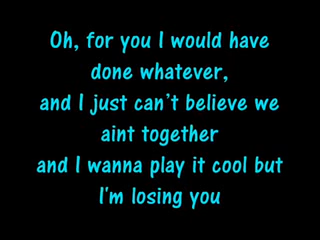 Oh, for you I would have
done whatever,
and I just can't believe we
aint together
and I wanna play it cool but
I'm losing you